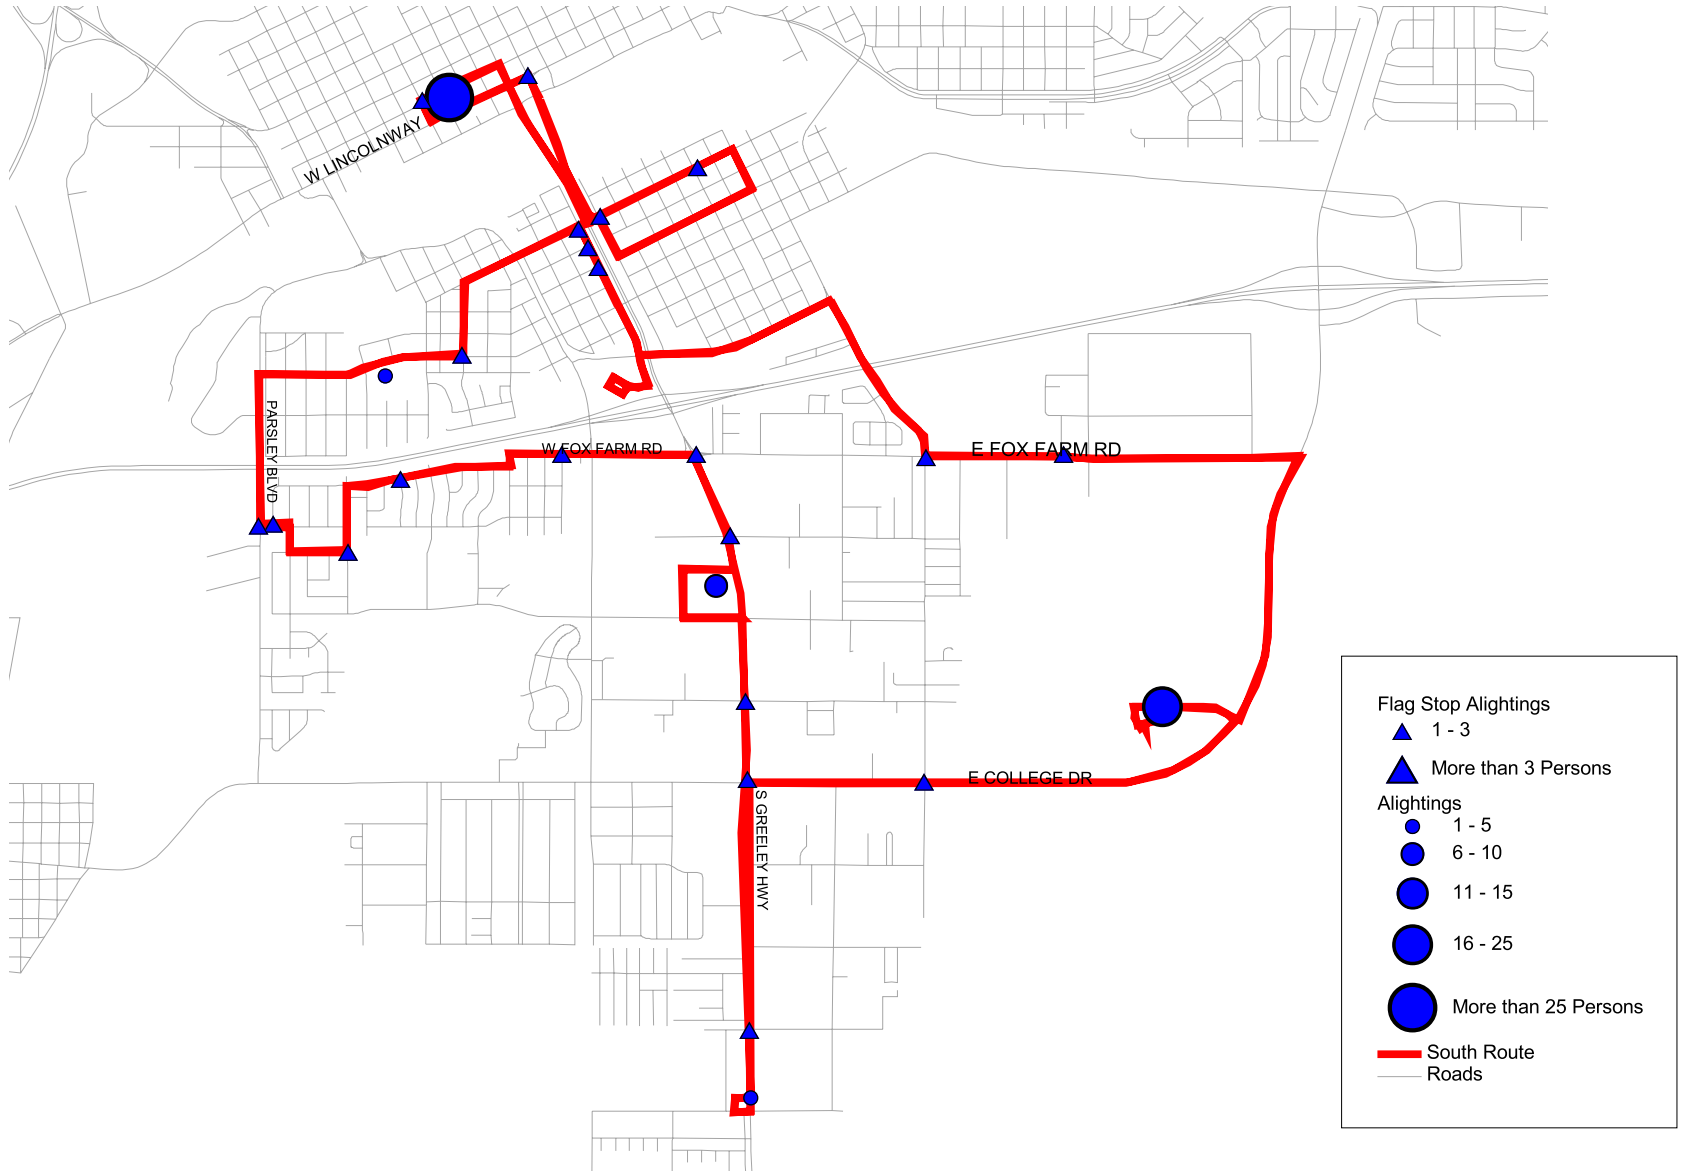 W LINCOLNWAY
PARSLEY BLVD
W FOX FARM RD
E FOX FARM RD
E COLLEGE DR
S GREELEY HWY
Flag Stop Alightings
1 - 3
More than 3 Persons
Alightings
1 - 5
6 - 10
11 - 15
16 - 25
More than 25 Persons
South Route
Roads